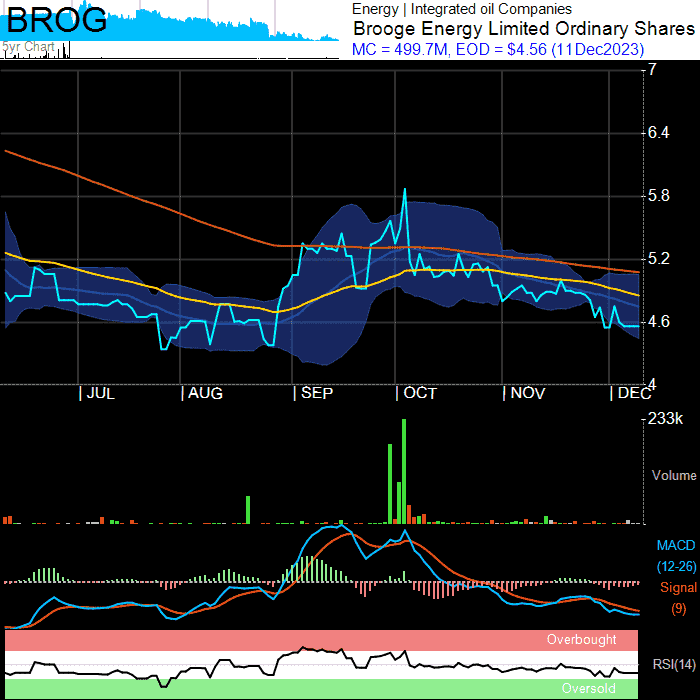 BROG
5yr Chart
Energy | Integrated oil Companies
Brooge Energy Limited Ordinary Shares
MC = 499.7M, EOD = $4.56 (11Dec2023)
7
6.4
5.8
5.2
4.6
4
| JUL | AUG | SEP | OCT | NOV | DEC
233k
Volume
MACD
(12-26)
Signal
(9)
Overbought
RSI(14)
Oversold